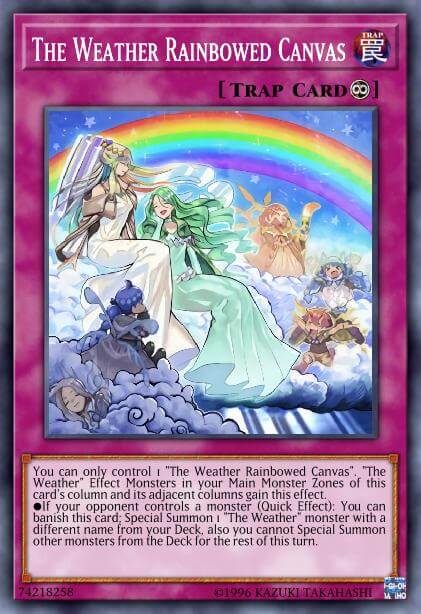 The Weather Rainbowed Canvas
TRAP
罠
[Trap Card]
You can only control 1 "The Weather Rainbowed Canvas". "The
Weather" Effect Monsters in your Main Monster Zones of this
card's column and its adjacent columns gain this effect.
●If your opponent controls a monster (Quick Effect): You can
banish this card; Special Summon 1 "The Weather" monster with a
different name from your Deck, also you cannot Special Summon
other monsters from the Deck for the rest of this turn.
74218258
©1996 KAZUKI TAKAHASHI